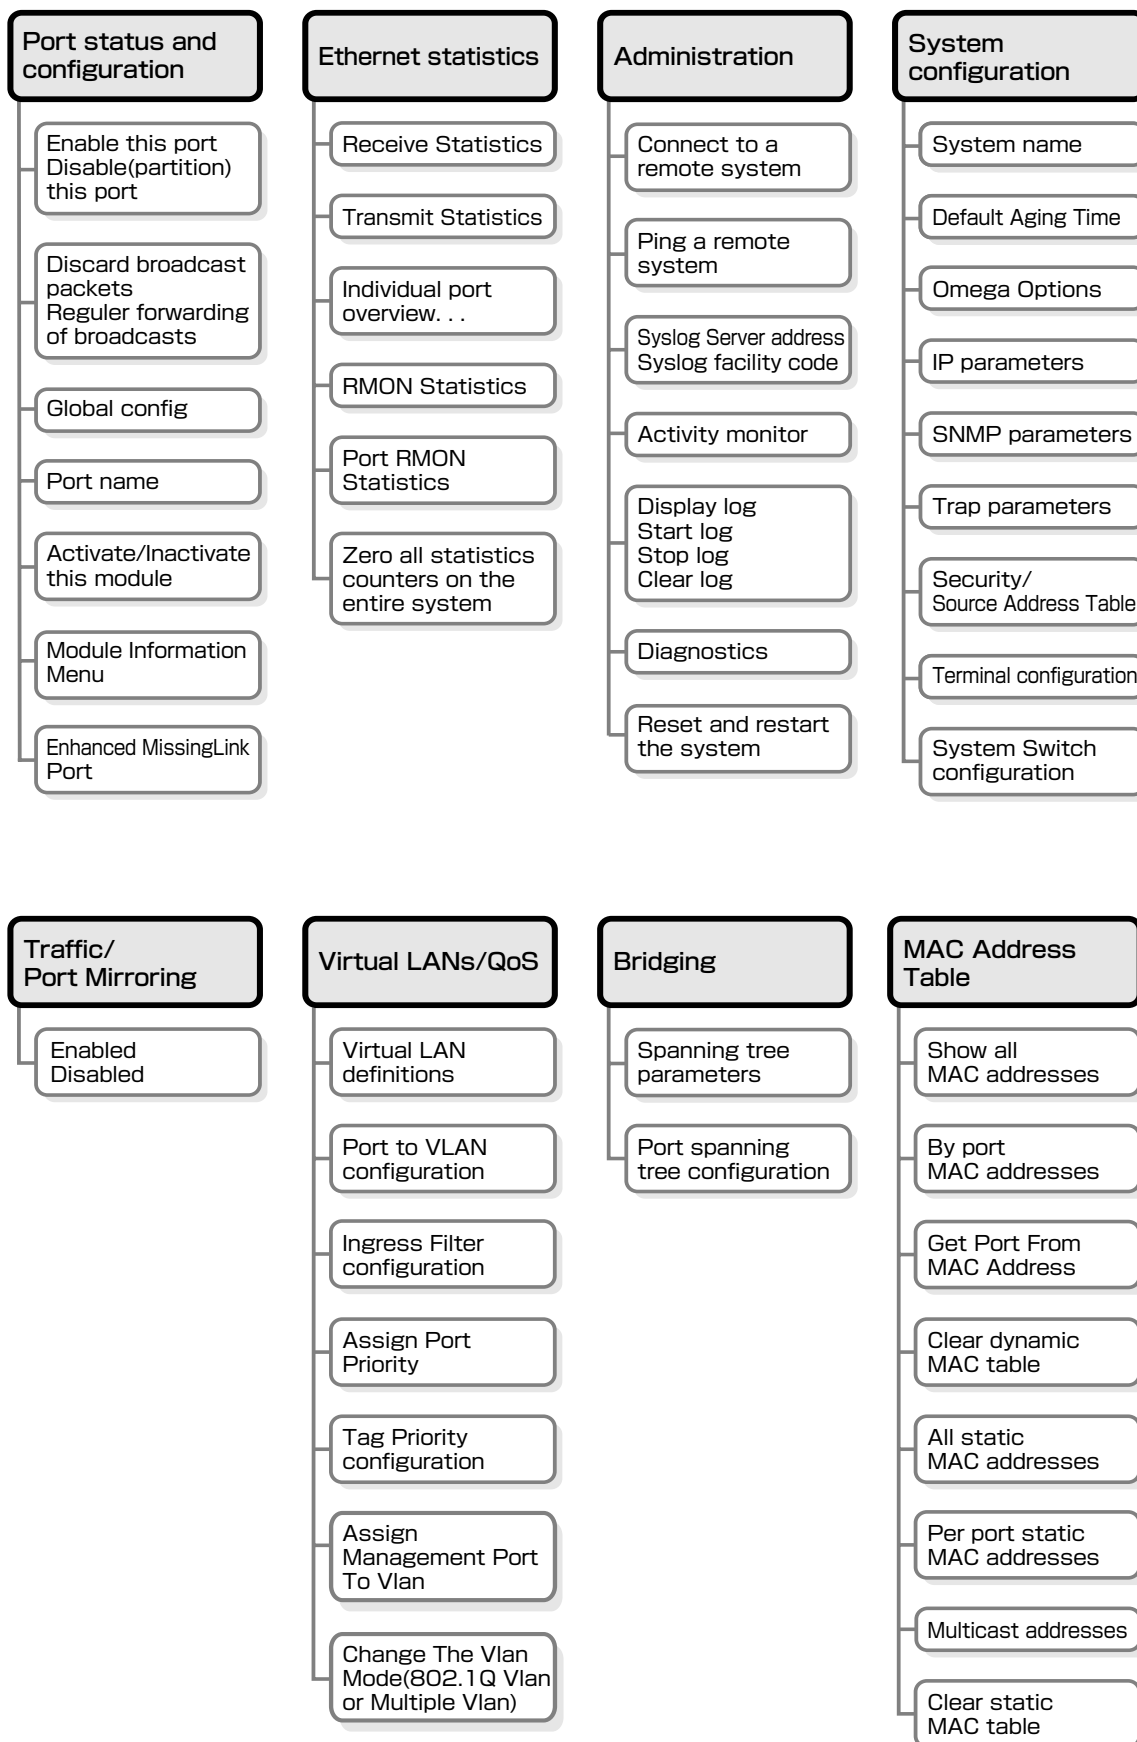 Port status and
configuration
Enable this port
Disable(partition)
this port
Discard broadcast
packets
Reguler forwarding
of broadcasts
Global config
Port name
Activate/Inactivate
this module
Module Information
Menu
Enhanced MissingLink
Port
Ethernet statistics
Receive Statistics
Transmit Statistics
Individual port
overview. . .
RMON Statistics
Port RMON
Statistics
Zero all statistics
counters on the
entire system
Administration
Connect to a
remote system
Ping a remote
system
Syslog Server address
Syslog facility code
Activity monitor
Display log
Start log
Stop log
Clear log
Diagnostics
Reset and restart
the system
System
configuration
System name
Default Aging Time
Omega Options
IP parameters
SNMP parameters
Trap parameters
Security/
Source Address Table
Terminal configuration
System Switch
configuration
Traffic/
Port Mirroring
Enabled
Disabled
Virtual LANs/QoS
Virtual LAN
definitions
Port to VLAN
configuration
Ingress Filter
configuration
Assign Port
Priority
Tag Priority
configuration
Assign
Management Port
To Vlan
Change The Vlan
Mode(802.1Q Vlan
or Multiple Vlan)
Bridging
Spanning tree
parameters
Port spanning
tree configuration
MAC Address
Table
Show all
MAC addresses
By port
MAC addresses
Get Port From
MAC Address
Clear dynamic
MAC table
All static
MAC addresses
Per port static
MAC addresses
Multicast addresses
Clear static
MAC table